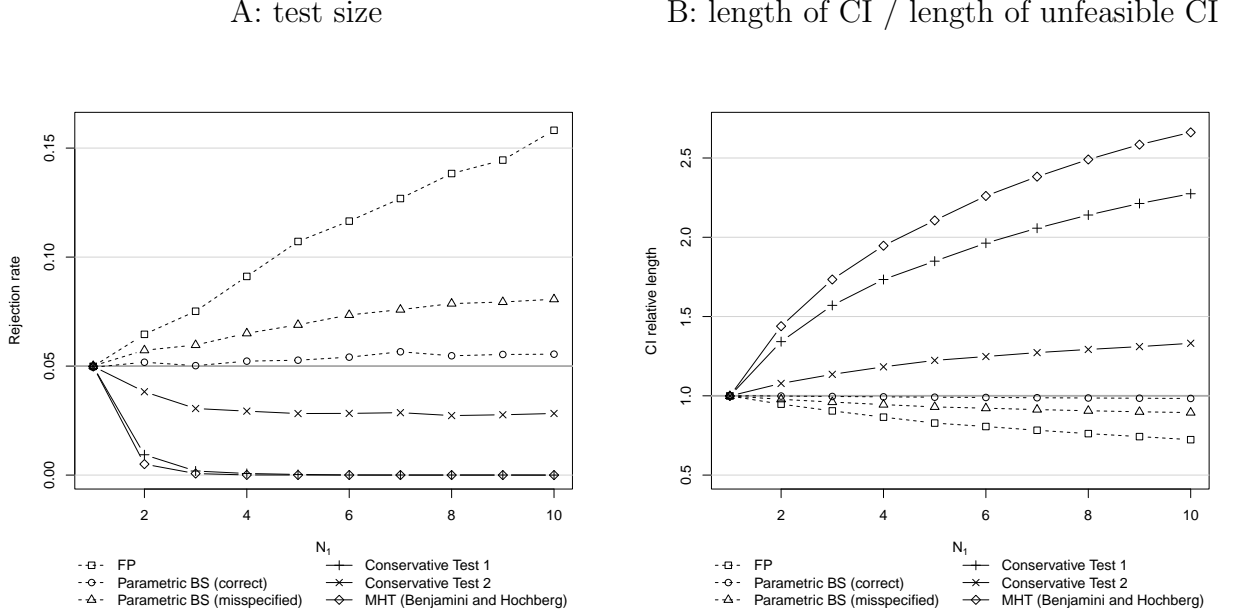 A: test size
B: length of CI / length of unfeasible CI
Rejection rate
0.15
0.10
0.05
0.00
2 4 6 8 10
N1
FP
Parametric BS (correct)
Parametric BS (misspecified)
Conservative Test 1
Conservative Test 2
MHT (Benjamini and Hochberg)
CI relative length
2.5
2.0
1.5
1.0
0.5
2 4 6 8 10
N1
FP
Parametric BS (correct)
Parametric BS (misspecified)
Conservative Test 1
Conservative Test 2
MHT (Benjamini and Hochberg)